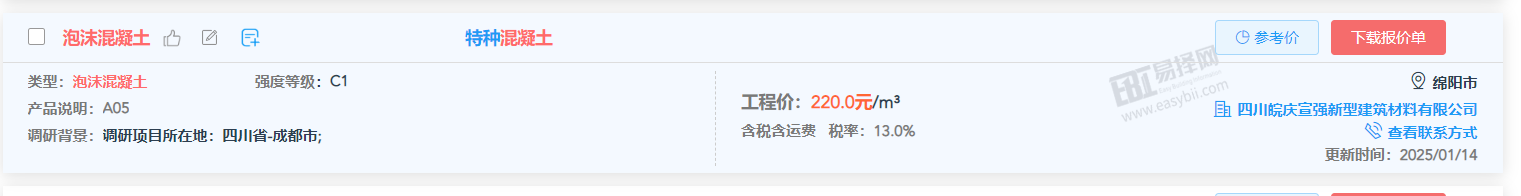 泡沫混凝土 特种混凝土 参考价 下载报价单
类型：泡沫混凝土 强度等级：C1
产品说明：A05
调研背景：调研项目所在地：四川省-成都市;
工程价：220.0元/m³
含税含运费 税率：13.0%
易择网
Easy Building Information
www.easybii.com
绵阳市
四川皖庆宣强新型建筑材料有限公司
查看联系方式
更新时间：2025/01/14